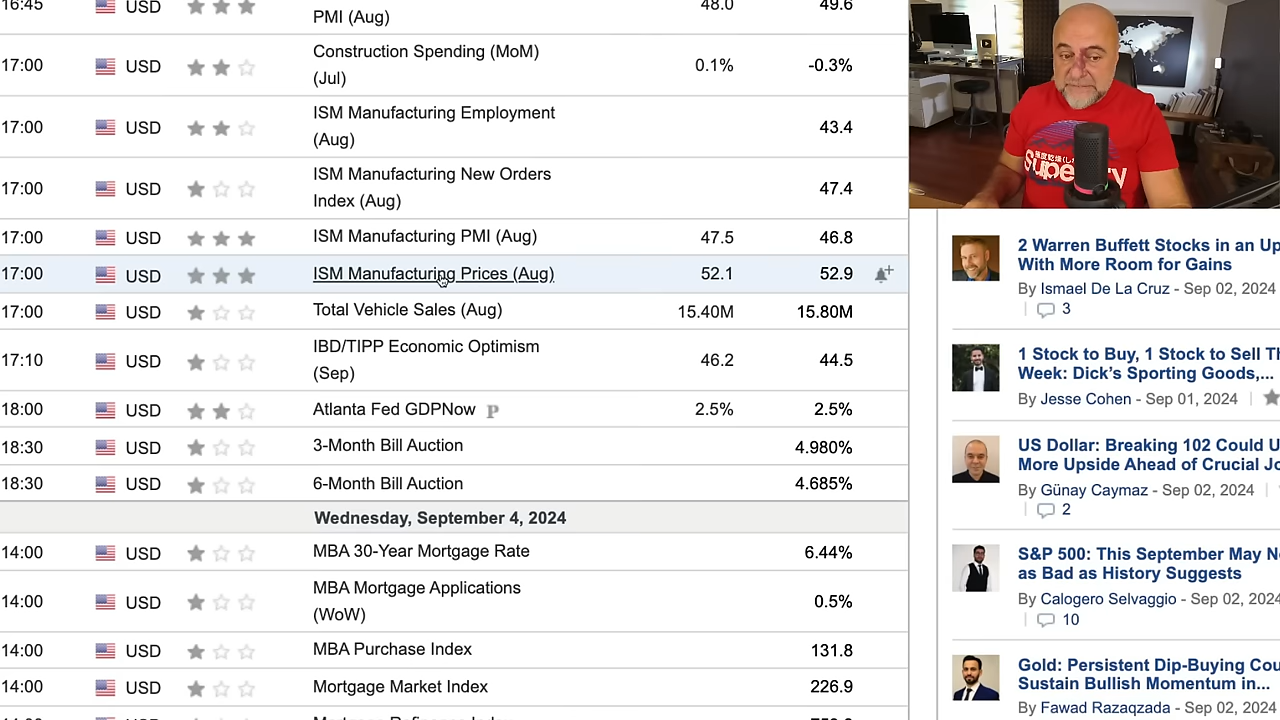 16:45 USD 48.0 49.6
PMI (Aug)
Construction Spending (MoM)
17:00 USD 0.1% -0.3%
(Jul)
ISM Manufacturing Employment
17:00 USD 43.4
(Aug)
ISM Manufacturing New Orders
17:00 USD 47.4
Index (Aug)
17:00 USD ISM Manufacturing PMI (Aug) 47.5 46.8
17:00 USD ISM Manufacturing Prices (Aug) 52.1 52.9
17:00 USD Total Vehicle Sales (Aug) 15.40M 15.80M
IBD/TIPP Economic Optimism
17:10 USD 46.2 44.5
(Sep)
18:00 USD Atlanta Fed GDPNow P 2.5% 2.5%
18:30 USD 3-Month Bill Auction 4.980%
18:30 USD 6-Month Bill Auction 4.685%
Wednesday, September 4, 2024
14:00 USD MBA 30-Year Mortgage Rate 6.44%
MBA Mortgage Applications
14:00 USD 0.5%
(WoW)
14:00 USD MBA Purchase Index 131.8
14:00 USD Mortgage Market Index 226.9
Superdry
2 Warren Buffett Stocks in an Up
With More Room for Gains
By Ismael De La Cruz - Sep 02, 2024
3
1 Stock to Buy, 1 Stock to Sell Th
Week: Dick's Sporting Goods,...
By Jesse Cohen - Sep 01, 2024
US Dollar: Breaking 102 Could U
More Upside Ahead of Crucial Jo
By Günay Caymaz - Sep 02, 2024
2
S&P 500: This September May No
as Bad as History Suggests
By Calogero Selvaggio - Sep 02, 2024
10
Gold: Persistent Dip-Buying Cou
Sustain Bullish Momentum in...
By Fawad Razaqzada - Sep 02, 2024